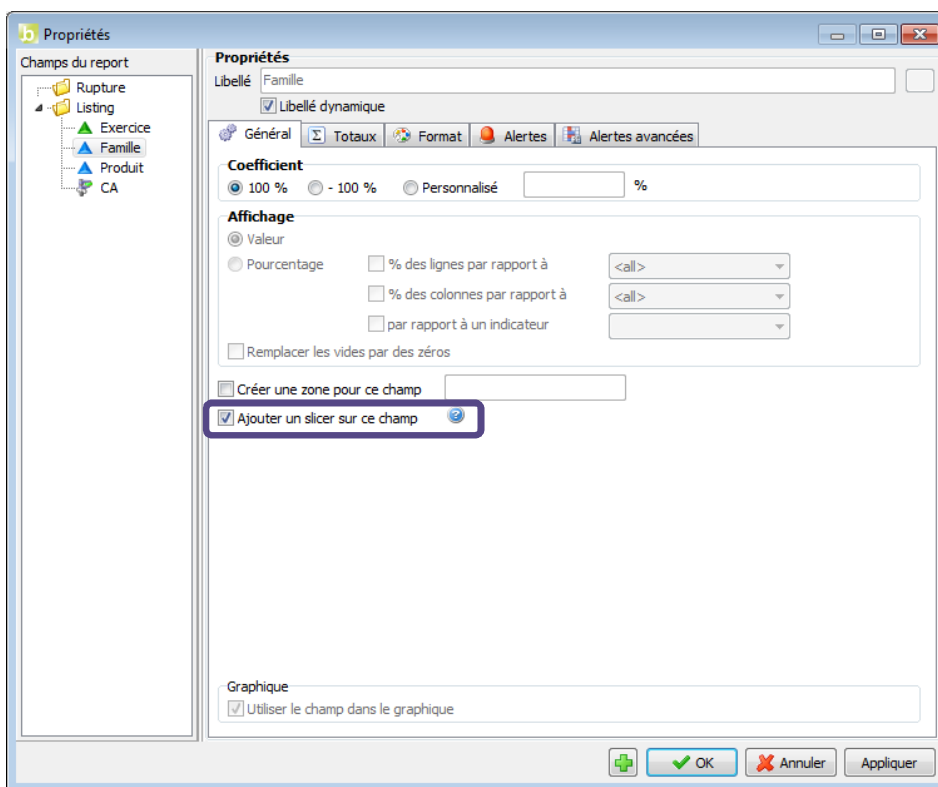 Propriétés
Champs du report
Rupture
Listing
Exercice
Famille
Produit
CA
Propriétés
Libellé Famille
Libellé dynamique
Général Σ Totaux Format Alertes Alertes avancées
Coefficient
100 % - 100 % Personnalisé %
Affichage
Valeur
Pourcentage % des lignes par rapport à <all>
% des colonnes par rapport à <all>
par rapport à un indicateur
Remplacer les vides par des zéros
Créer une zone pour ce champ
Ajouter un slicer sur ce champ ?
Graphique
Utiliser le champ dans le graphique
OK Annuler Appliquer